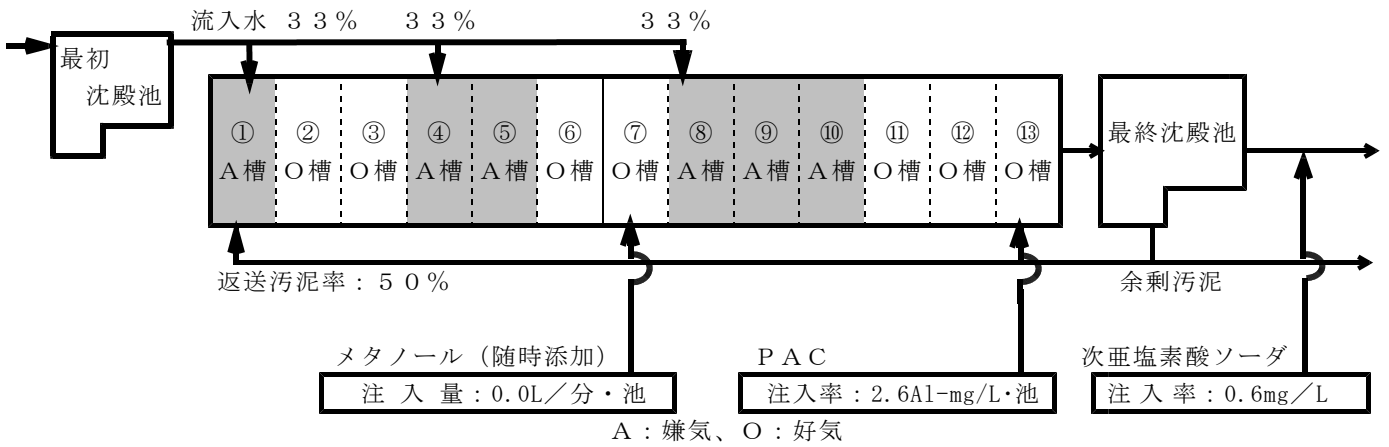 流入水 ３３％ ３３％ ３３％
最初
沈殿池
① ② ③ ④ ⑤ ⑥ ⑦ ⑧ ⑨ ⑩ ⑪ ⑫ ⑬
Ａ槽 Ｏ槽 Ｏ槽 Ａ槽 Ａ槽 Ｏ槽 Ｏ槽 Ａ槽 Ａ槽 Ａ槽 Ｏ槽 Ｏ槽 Ｏ槽
最終沈殿池
返送汚泥率：５０％
余剰汚泥
メタノール（随時添加）
注 入 量：0.0L／分・池
ＰＡＣ
注入率：2.6Al-mg/L･池
次亜塩素酸ソーダ
注 入 率：0.6mg／L
Ａ：嫌気、Ｏ：好気